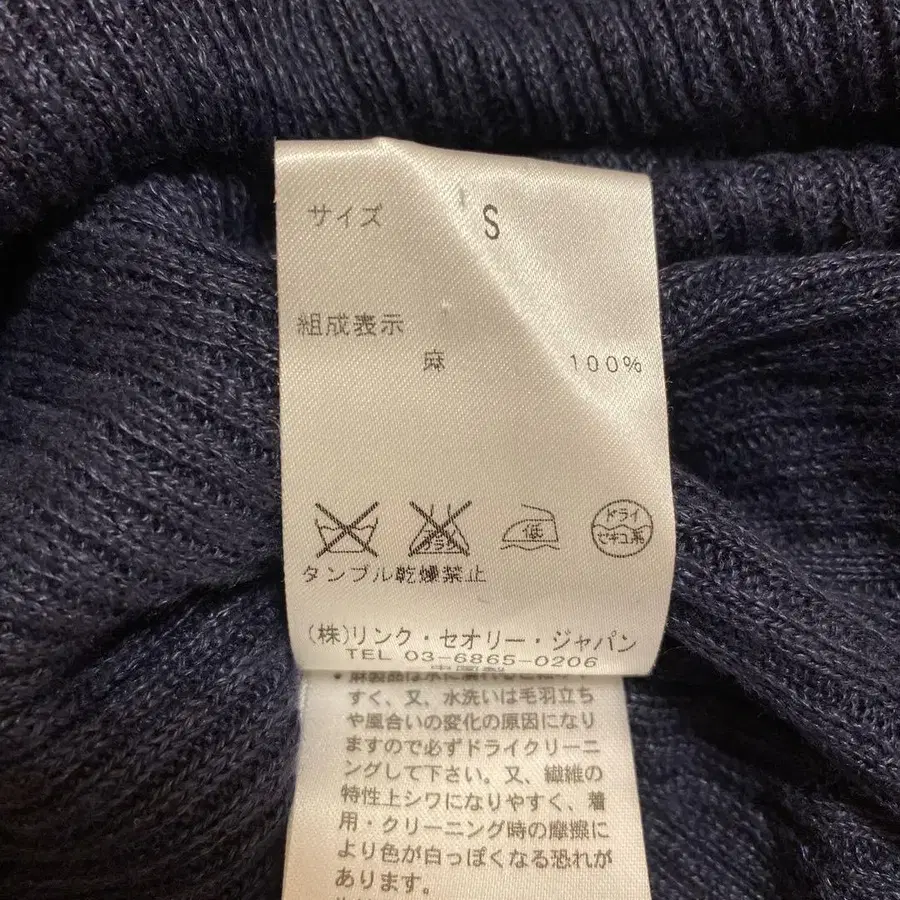 サイズ S
組成表示
麻 100%
エンソ
低
ドライ
セキユ系
タンブル乾燥禁止
(株)リンク・セオリー・ジャパン
TEL 03-6865-0206
中国製
すく、又、水洗いは毛羽立ち
や風合いの変化の原因になり
ますので必ずドライクリーニ
ングして下さい。又、繊維の
特性上シワになりやすく、着
用・クリーニング時の摩擦に
より色が白っぽくなる恐れが
あります。